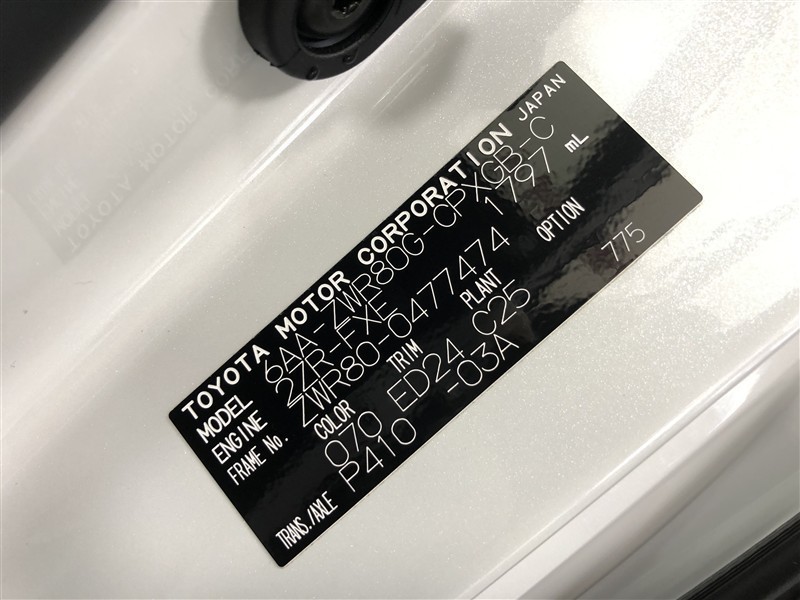 TOYOTA MOTOR CORPORATION JAPAN
MODEL 6AA-ZWR80G-CPXGB-C
ENGINE 2ZR-FXE 1797 mL
FRAME No. ZWR80-0477474
COLOR TRIM PLANT OPTION
070 ED24 C25 775
TRANS./AXLE P410 -03A